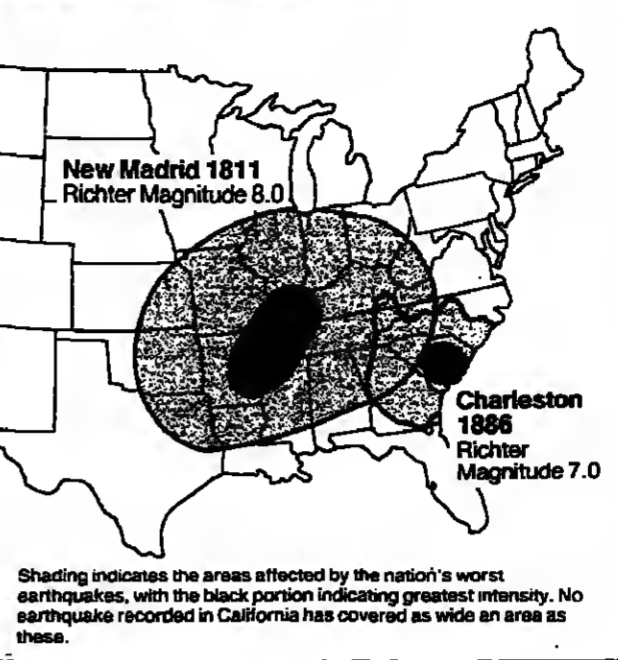 New Madrid 1811
Richter Magnitude 8.0
Charleston
1886
Richter
Magnitude 7.0
Shading indicates the areas affected by the nation's worst
earthquakes, with the black portion indicating greatest intensity. No
earthquake recorded in California has covered as wide an area as
these.